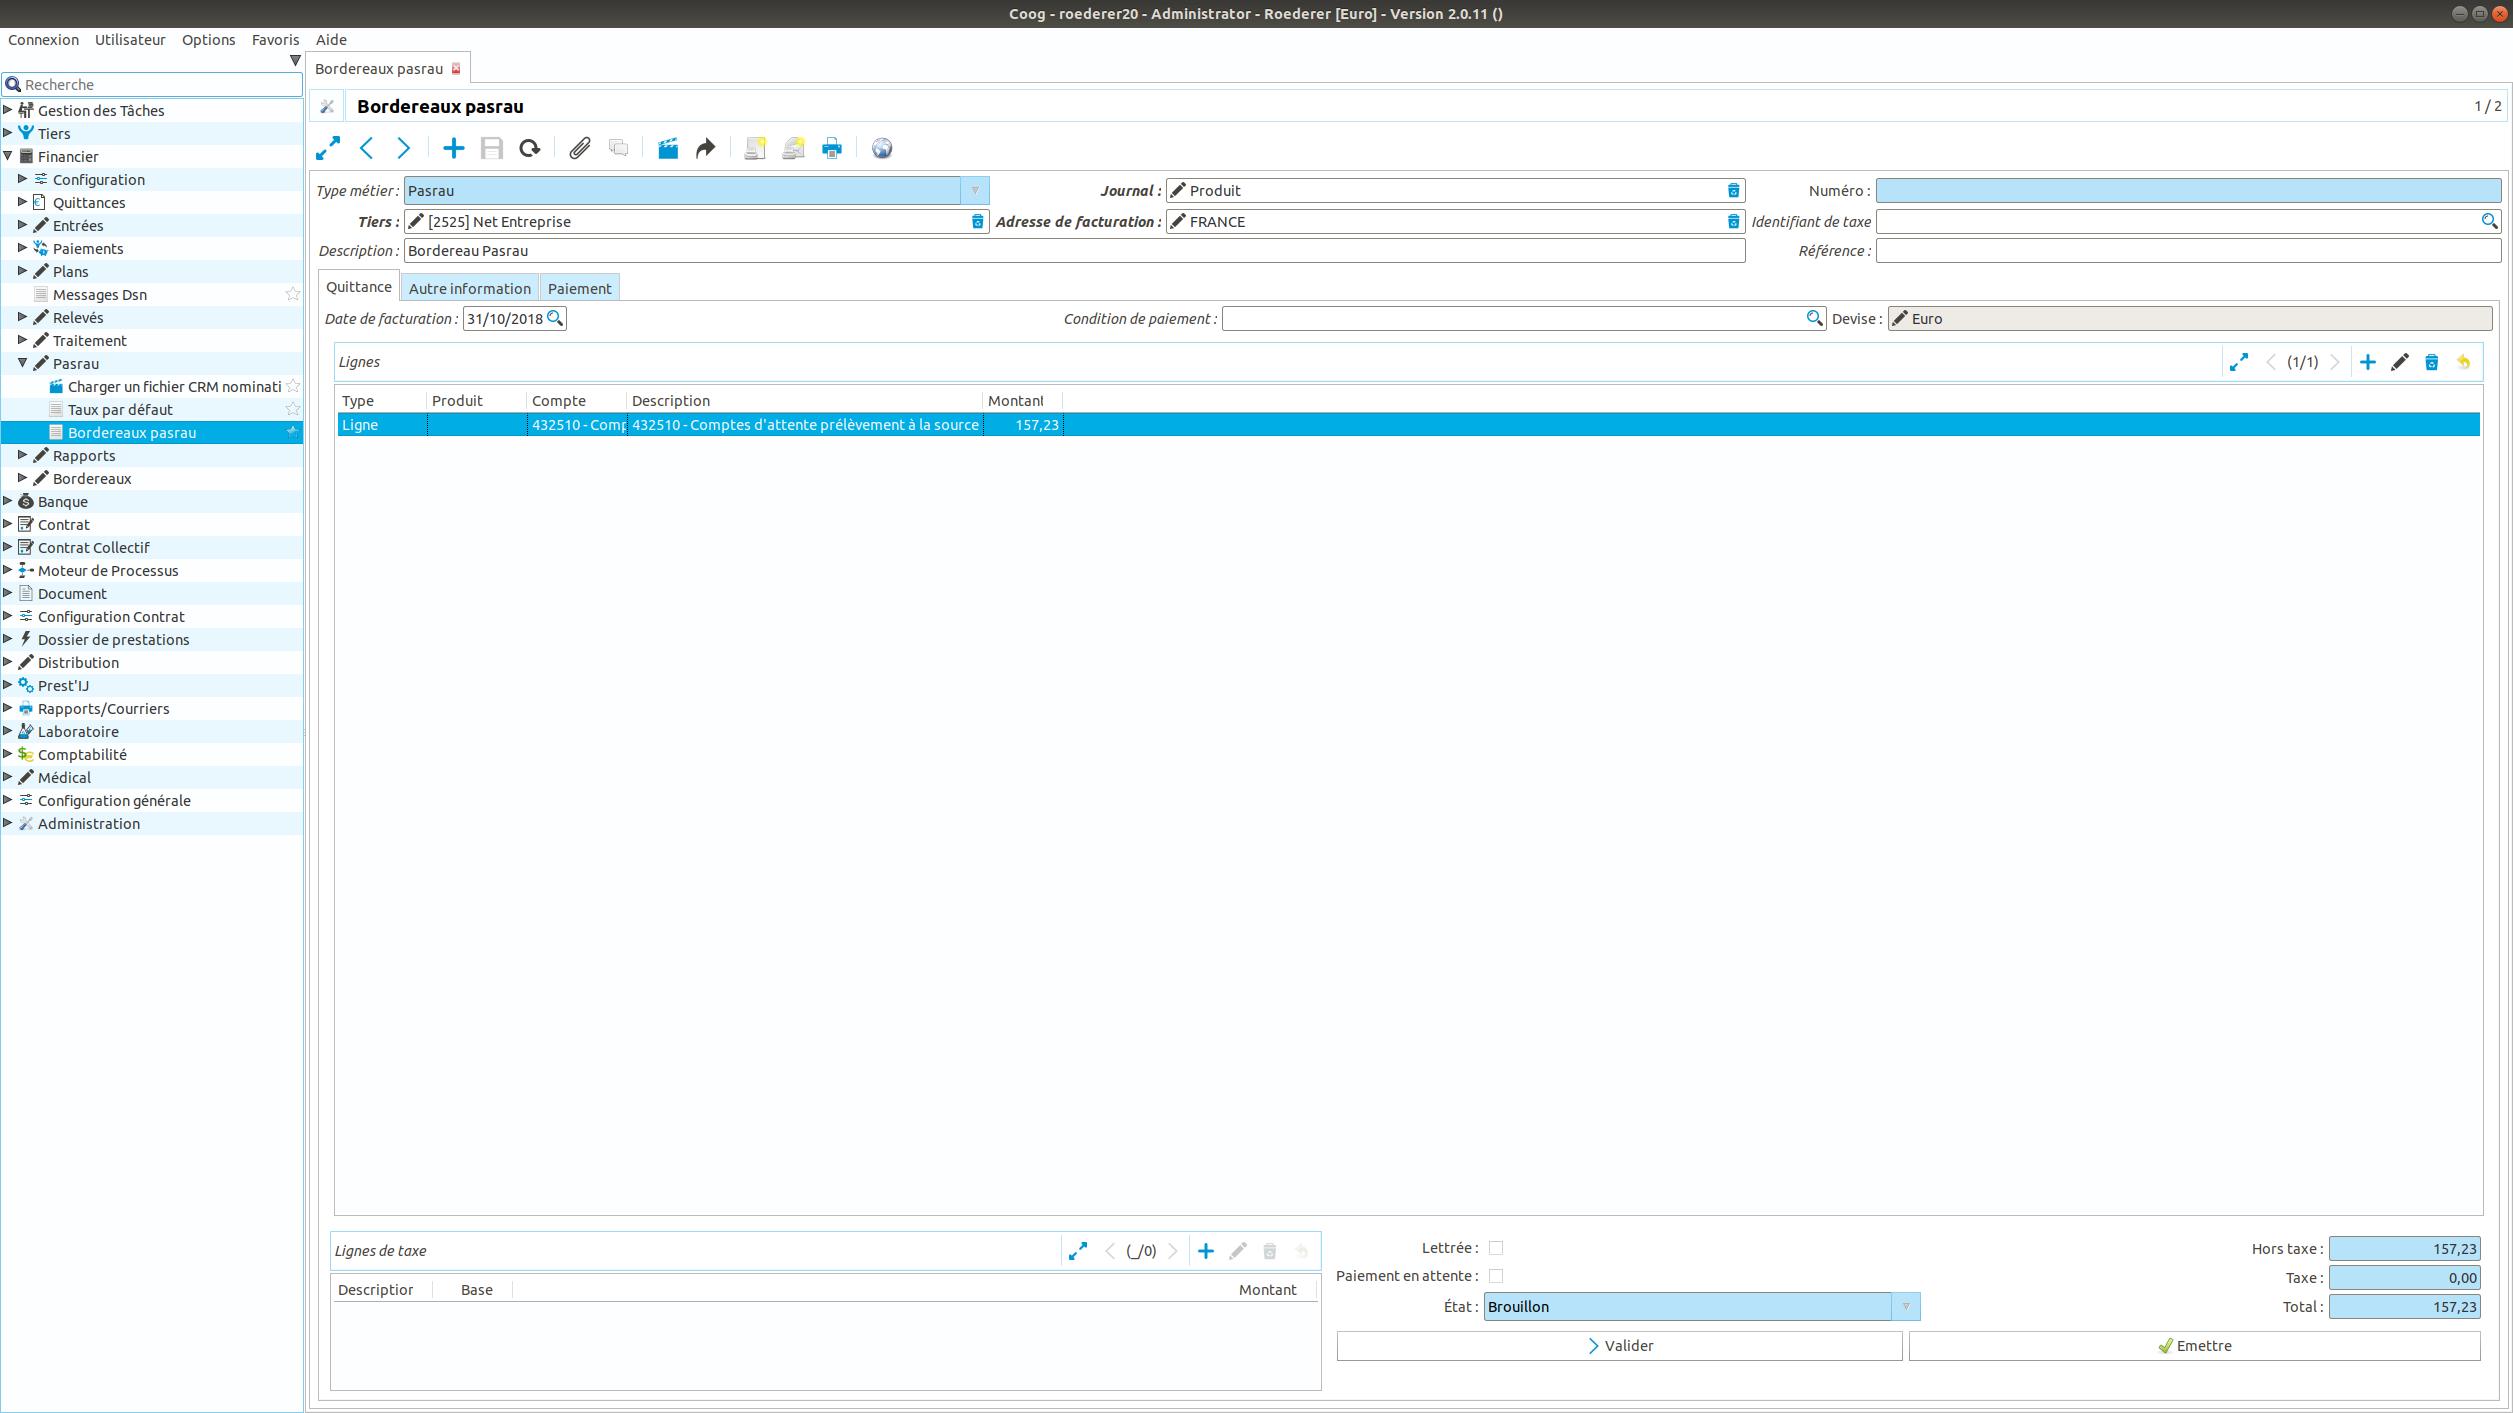 Coog - roederer20 - Administrator - Roederer [Euro] - Version 2.0.11 ()
Connexion Utilisateur Options Favoris Aide
Recherche
Gestion des Tâches
Tiers
Financier
Configuration
Quittances
Entrées
Paiements
Plans
Messages Dsn
Relevés
Traitement
Pasrau
Charger un fichier CRM nominati
Taux par défaut
Bordereaux pasrau
Rapports
Bordereaux
Banque
Contrat
Contrat Collectif
Moteur de Processus
Document
Configuration Contrat
Dossier de prestations
Distribution
Prest'IJ
Rapports/Courriers
Laboratoire
Comptabilité
Médical
Configuration générale
Administration
Bordereaux pasrau
Bordereaux pasrau 1 / 2
Type métier : Pasrau Journal : Produit Numéro :
Tiers : [2525] Net Entreprise Adresse de facturation : FRANCE Identifiant de taxe
Description : Bordereau Pasrau Référence :
Quittance Autre information Paiement
Date de facturation : 31/10/2018 Condition de paiement : Devise : Euro
Lignes (1/1)
Type Produit Compte Description Montant
Ligne 432510 - Comp 432510 - Comptes d'attente prélèvement à la source 157,23
Lignes de taxe (_/0)
Description Base Montant
Lettrée :
Paiement en attente :
État : Brouillon
Hors taxe : 157,23
Taxe : 0,00
Total : 157,23
Valider Emettre